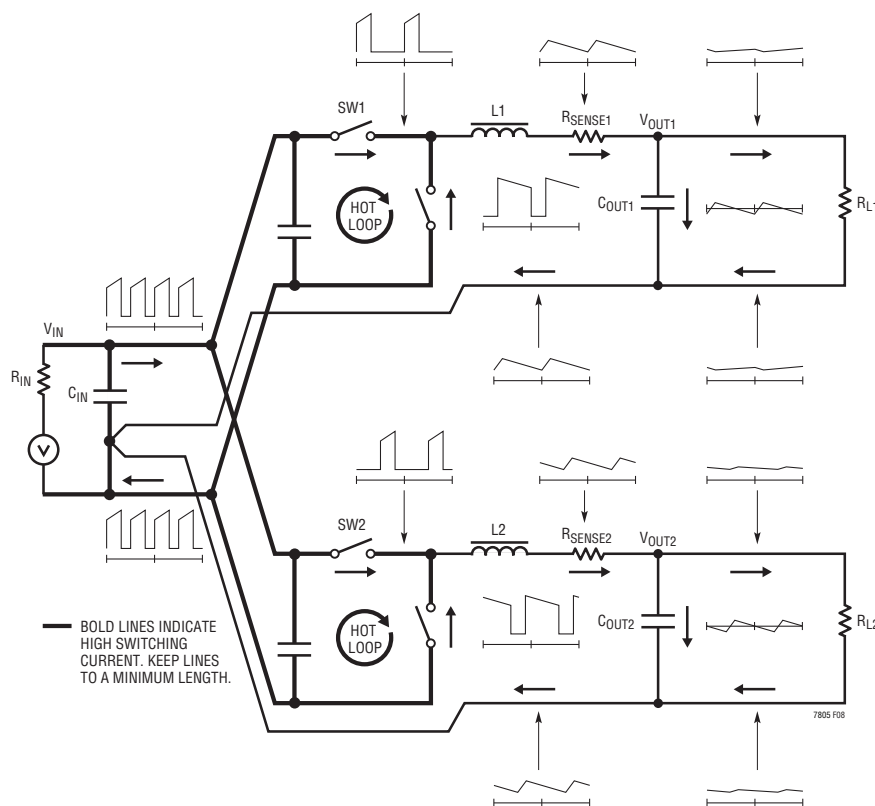 SW1
L1
RSENSE1
VOUT1
HOT
LOOP
COUT1
RL1
VIN
RIN
CIN
V
SW2
L2
RSENSE2
VOUT2
HOT
LOOP
COUT2
RL2
BOLD LINES INDICATE
HIGH SWITCHING
CURRENT. KEEP LINES
TO A MINIMUM LENGTH.
7805 F08